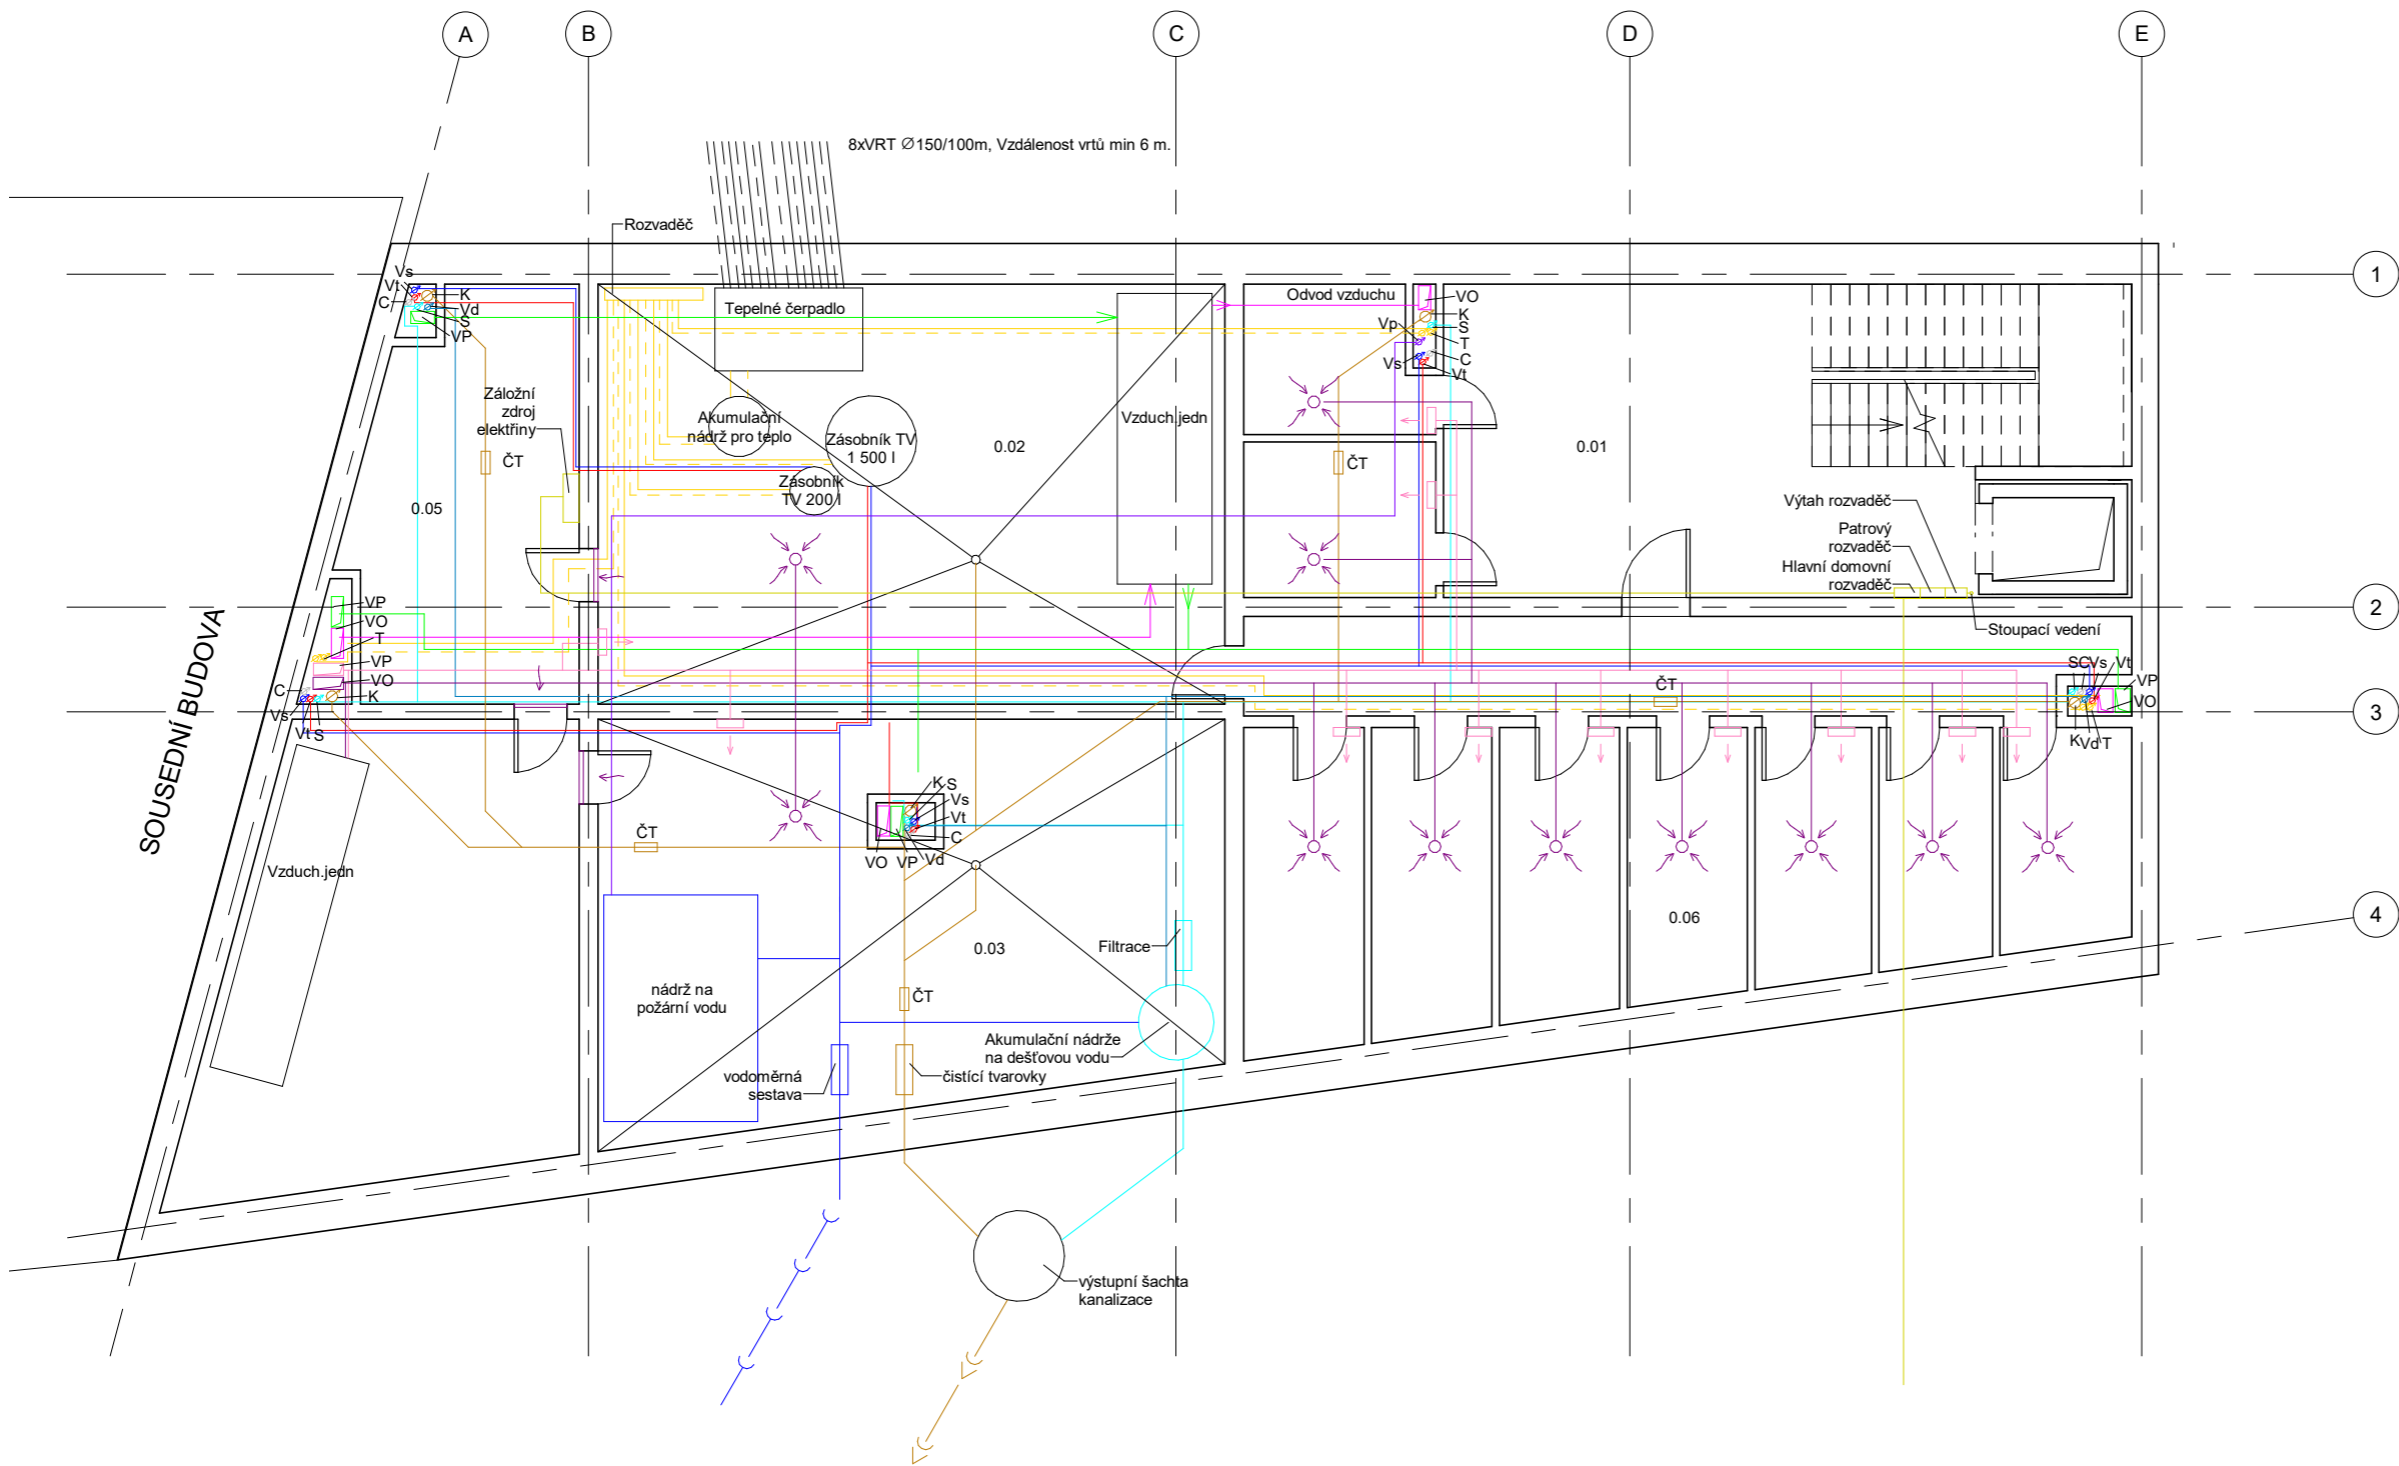 A
B
C
D
E
8xVRT Ø150/100m, Vzdálenost vrtů min 6 m.
Rozvaděč
1
Vs
Vt
C
K
Vd
S
VP
Tepelné čerpadlo
Odvod vzduchu
VO
K
S
T
C
Vt
Vp
Vs
Záložní
zdroj
elektřiny
Akumulační
nádrž pro teplo
Zásobník TV
1 500 l
Zásobník
TV 200 l
Vzduch.jedn
0.02
0.01
ČT
ČT
0.05
Výtah rozvaděč
Patrový
rozvaděč
Hlavní domovní
rozvaděč
Stoupací vedení
2
SOUSEDNÍ BUDOVA
VP
VO
T
VP
VO
K
C
Vs
Vt
S
ČT
S
C
Vs
Vt
VP
VO
K
Vd
T
3
K
S
Vs
Vt
C
Vd
VP
VO
ČT
Vzduch.jedn
0.06
4
0.03
Filtrace
nádrž na
požární vodu
ČT
Akumulační nádrže
na dešťovou vodu
čistící tvarovky
vodoměrná
sestava
výstupní šachta
kanalizace